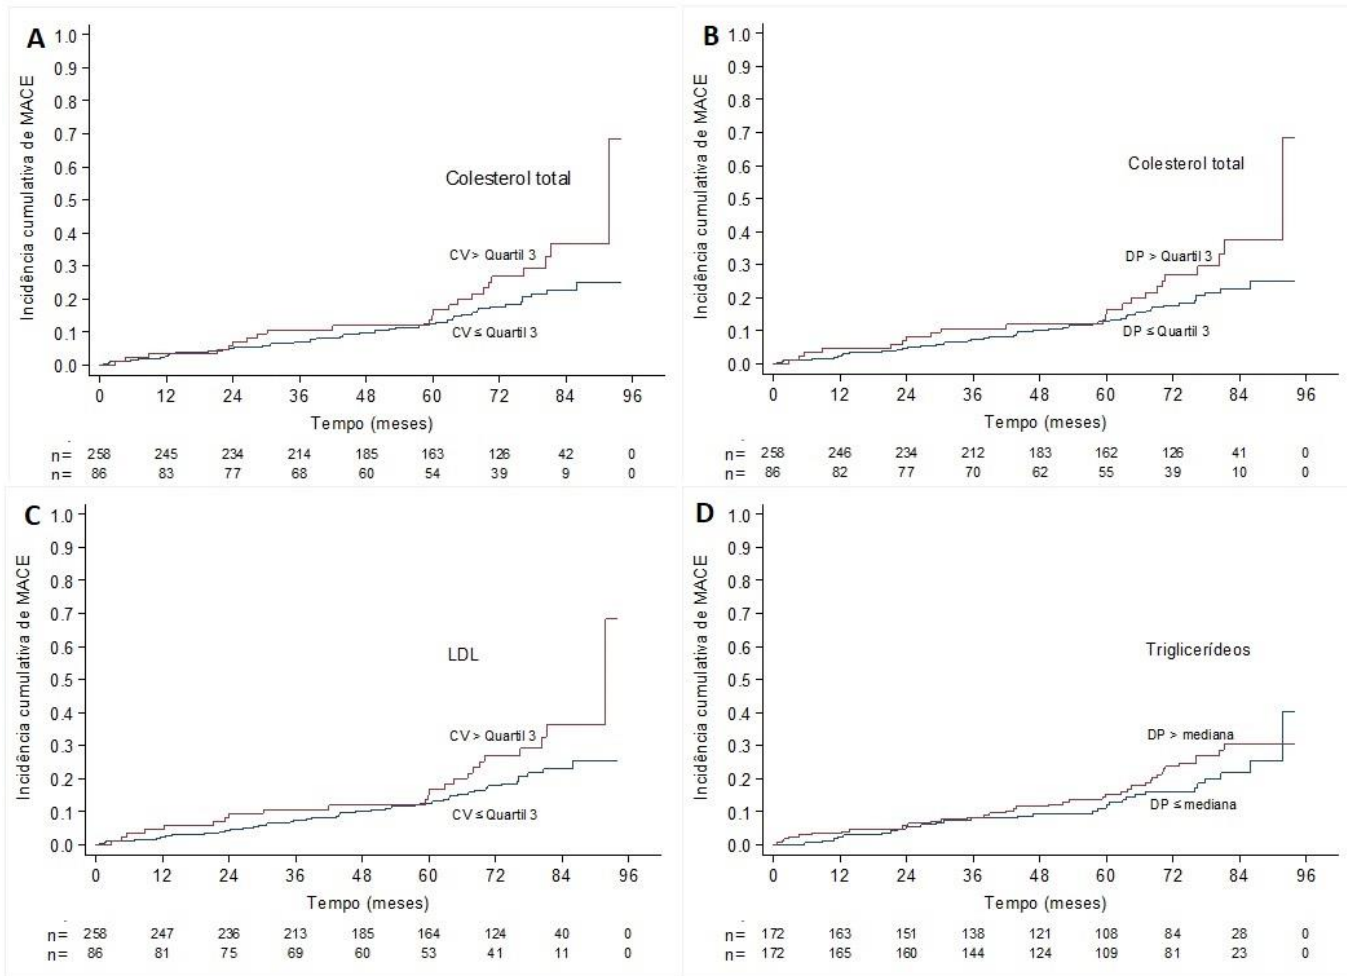 A
Incidência cumulativa de MACE
1.0
0.9
0.8
0.7
0.6
0.5
0.4
0.3
0.2
0.1
0.0
Colesterol total
CV > Quartil 3
CV ≤ Quartil 3
0 12 24 36 48 60 72 84 96
Tempo (meses)
n= 258 245 234 214 185 163 126 42 0
n= 86 83 77 68 60 54 39 9 0
B
Incidência cumulativa de MACE
1.0
0.9
0.8
0.7
0.6
0.5
0.4
0.3
0.2
0.1
0.0
Colesterol total
DP > Quartil 3
DP ≤ Quartil 3
0 12 24 36 48 60 72 84 96
Tempo (meses)
n= 258 246 234 212 183 162 126 41 0
n= 86 82 77 70 62 55 39 10 0
C
Incidência cumulativa de MACE
1.0
0.9
0.8
0.7
0.6
0.5
0.4
0.3
0.2
0.1
0.0
LDL
CV > Quartil 3
CV ≤ Quartil 3
0 12 24 36 48 60 72 84 96
Tempo (meses)
n= 258 247 236 213 185 164 124 40 0
n= 86 81 75 69 60 53 41 11 0
D
Incidência cumulativa de MACE
1.0
0.9
0.8
0.7
0.6
0.5
0.4
0.3
0.2
0.1
0.0
Triglicerídeos
DP > mediana
DP ≤ mediana
0 12 24 36 48 60 72 84 96
Tempo (meses)
n= 172 163 151 138 121 108 84 28 0
n= 172 165 160 144 124 109 81 23 0